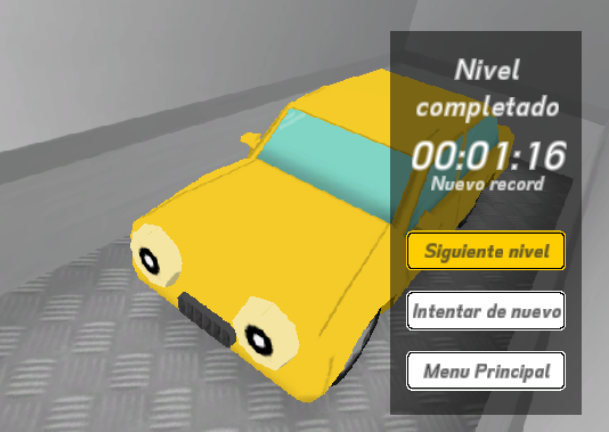 Nivel
completado
00:01:16
Nuevo record
Siguiente nivel
Intentar de nuevo
Menu Principal